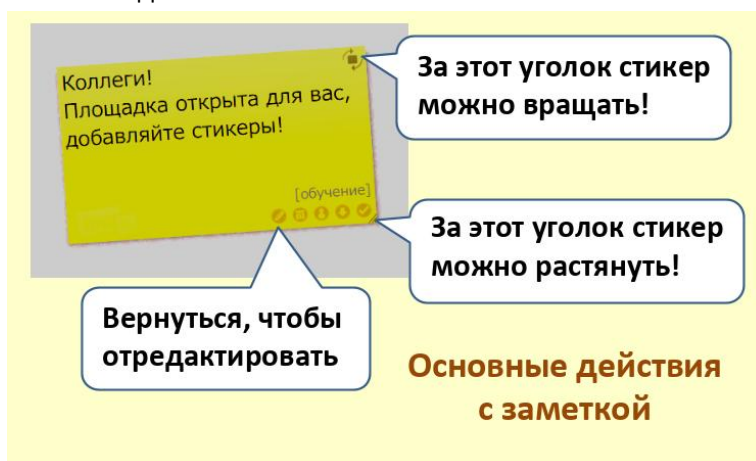 Коллеги!
Площадка открыта для вас,
добавляйте стикеры!
[обучение]
За этот уголок стикер
можно вращать!
За этот уголок стикер
можно растянуть!
Вернуться, чтобы
отредактировать
Основные действия
с заметкой